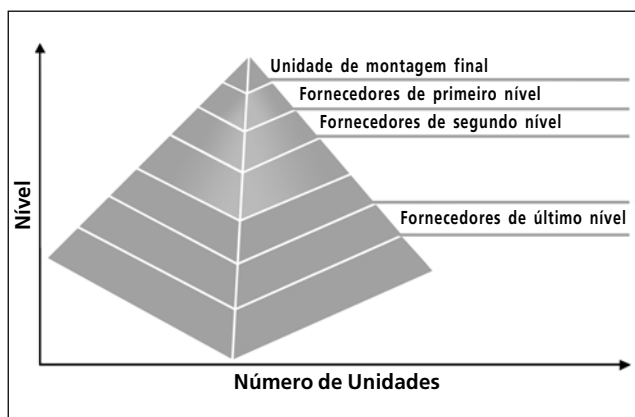 Unidade de montagem final
Fornecedores de primeiro nível
Fornecedores de segundo nível
Fornecedores de último nível
Nível
Número de Unidades